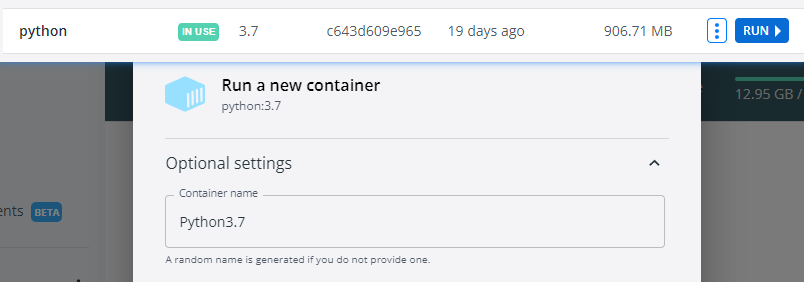 python IN USE 3.7 c643d609e965 19 days ago 906.71 MB RUN
Run a new container
python:3.7
12.95 GB /
Optional settings
Container name
Python3.7
ents BETA
A random name is generated if you do not provide one.